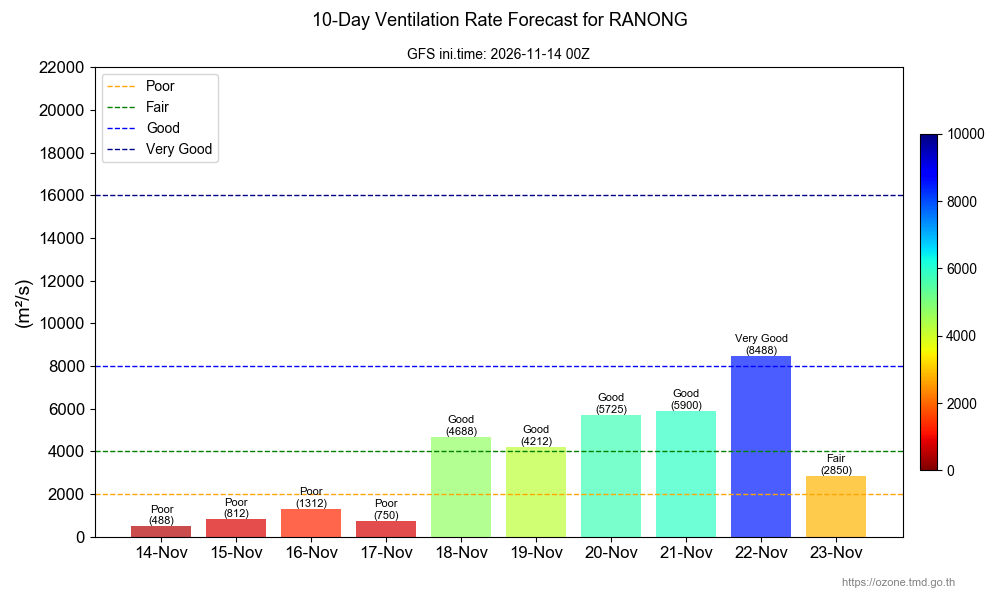 10-Day Ventilation Rate Forecast for RANONG
GFS ini.time: 2026-11-14 00Z
(m²/s)
22000
20000
18000
16000
14000
12000
10000
8000
6000
4000
2000
0
Poor
Fair
Good
Very Good
Poor
(488)
Poor
(812)
Poor
(1312)
Poor
(750)
Good
(4688)
Good
(4212)
Good
(5725)
Good
(5900)
Very Good
(8488)
Fair
(2850)
14-Nov
15-Nov
16-Nov
17-Nov
18-Nov
19-Nov
20-Nov
21-Nov
22-Nov
23-Nov
10000
8000
6000
4000
2000
0
https://ozone.tmd.go.th